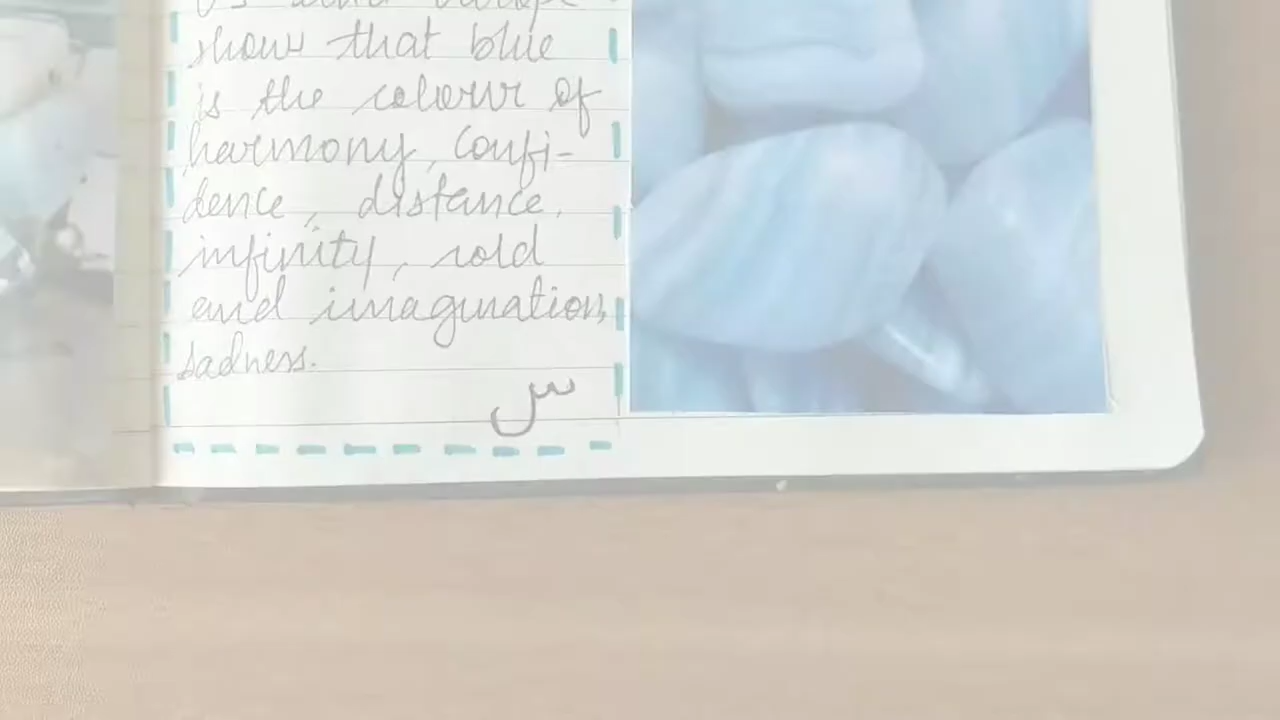 show that blue
is the colour of
harmony, confi-
dence, distance,
infinity, cold
and imagination,
sadness.
س